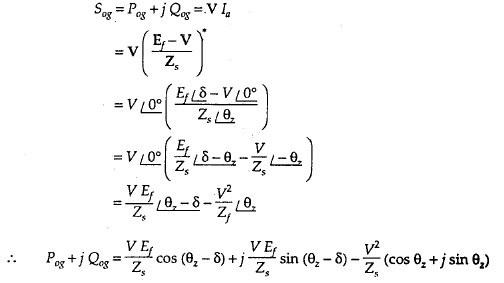 S_og = P_og + j Q_og = V I_a
= V ( (E_f − V) / Z_s )*
= V∠0° ( (E_f∠δ − V∠0°) / (Z_s∠θ_z) )
= V∠0° ( E_f/Z_s ∠δ − θ_z − V/Z_s ∠−θ_z )
= V E_f/Z_s ∠θ_z − δ − V²/Z_f ∠θ_z
∴ P_og + j Q_og = V E_f/Z_s cos (θ_z − δ) + j V E_f/Z_s sin (θ_z − δ) − V²/Z_s (cos θ_z + j sin θ_z)